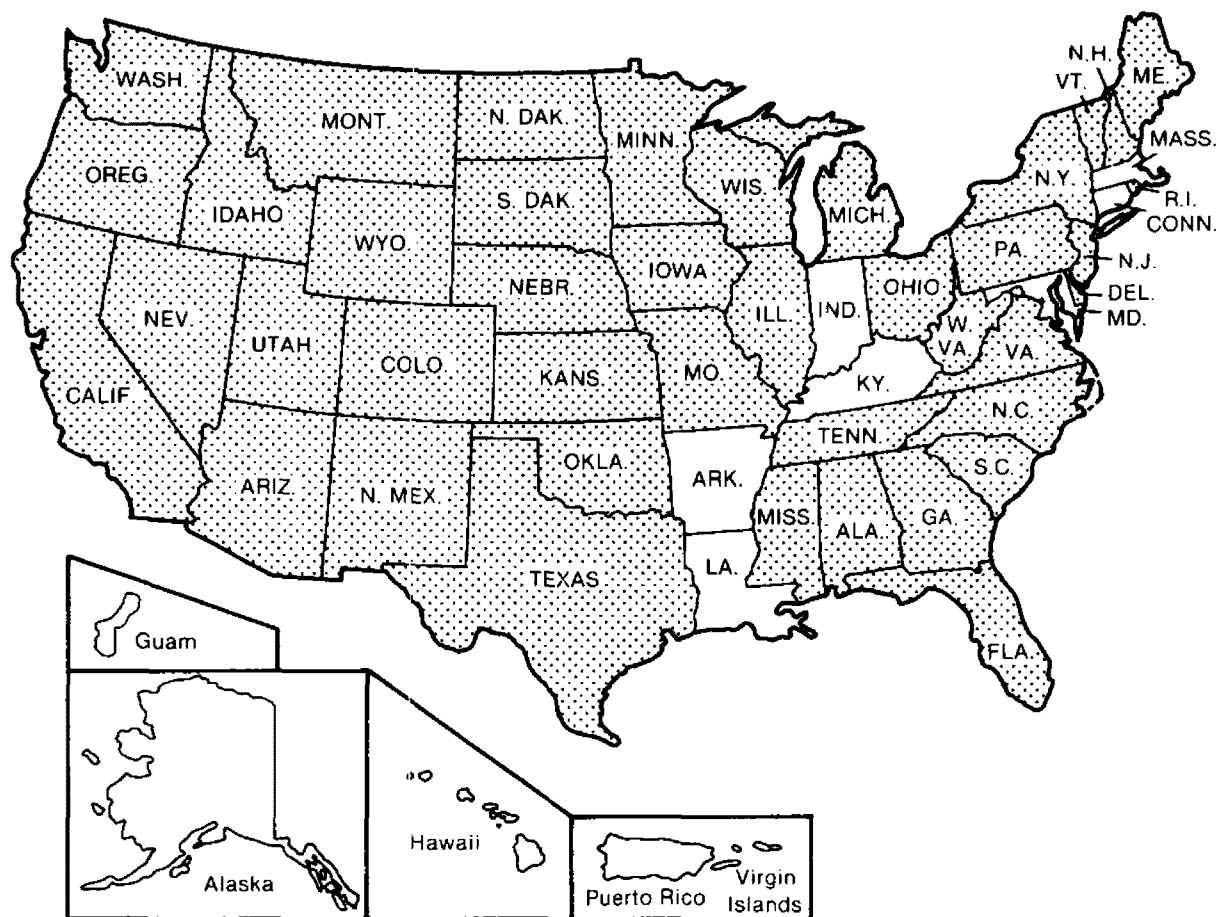 N.H.
VT.
ME.
WASH.
MONT.
N. DAK.
MINN.
MASS.
OREG.
IDAHO
S. DAK.
WIS.
MICH.
N.Y.
R.I.
CONN.
WYO.
PA.
N.J.
IOWA
NEBR.
OHIO
DEL.
MD.
NEV.
UTAH
COLO.
ILL.
IND.
W.
VA.
VA.
CALIF.
KANS.
MO.
KY.
N.C.
TENN.
ARIZ.
N. MEX.
OKLA.
ARK.
S.C.
MISS.
ALA.
GA.
TEXAS
LA.
FLA.
Guam
Alaska
Hawaii
Puerto Rico
Virgin
Islands